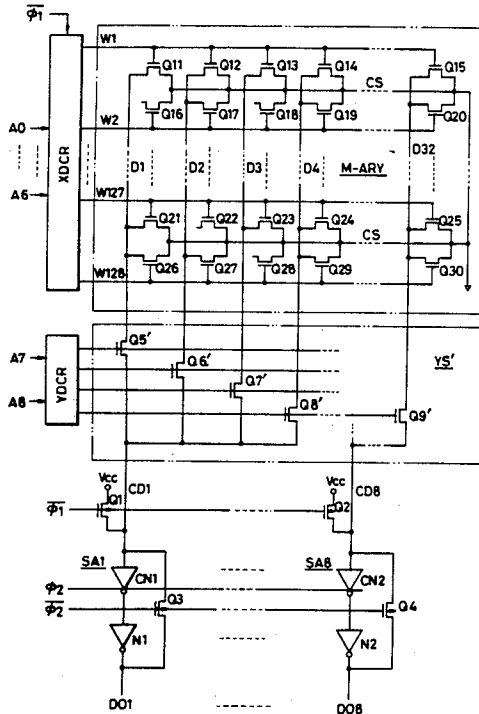 φ̅1̅
W1
Q11 Q12 Q13 Q14 Q15
CS
Q16 Q17 Q18 Q19 Q20
W2
A0
XDCR
D1 D2 D3 D4 D32
M-ARY
A6
W127
Q21 Q22 Q23 Q24 Q25
CS
Q26 Q27 Q28 Q29 Q30
W128
Q5'
YS'
A7
YDCR
Q6'
Q7'
A8
Q8'
Q9'
Vcc Vcc
CD1 CD8
Q1 Q2
φ̅1̅
SA1 SA8
CN1 CN2
φ2
φ̅2̅
Q3 Q4
N1 N2
DO1 DO8